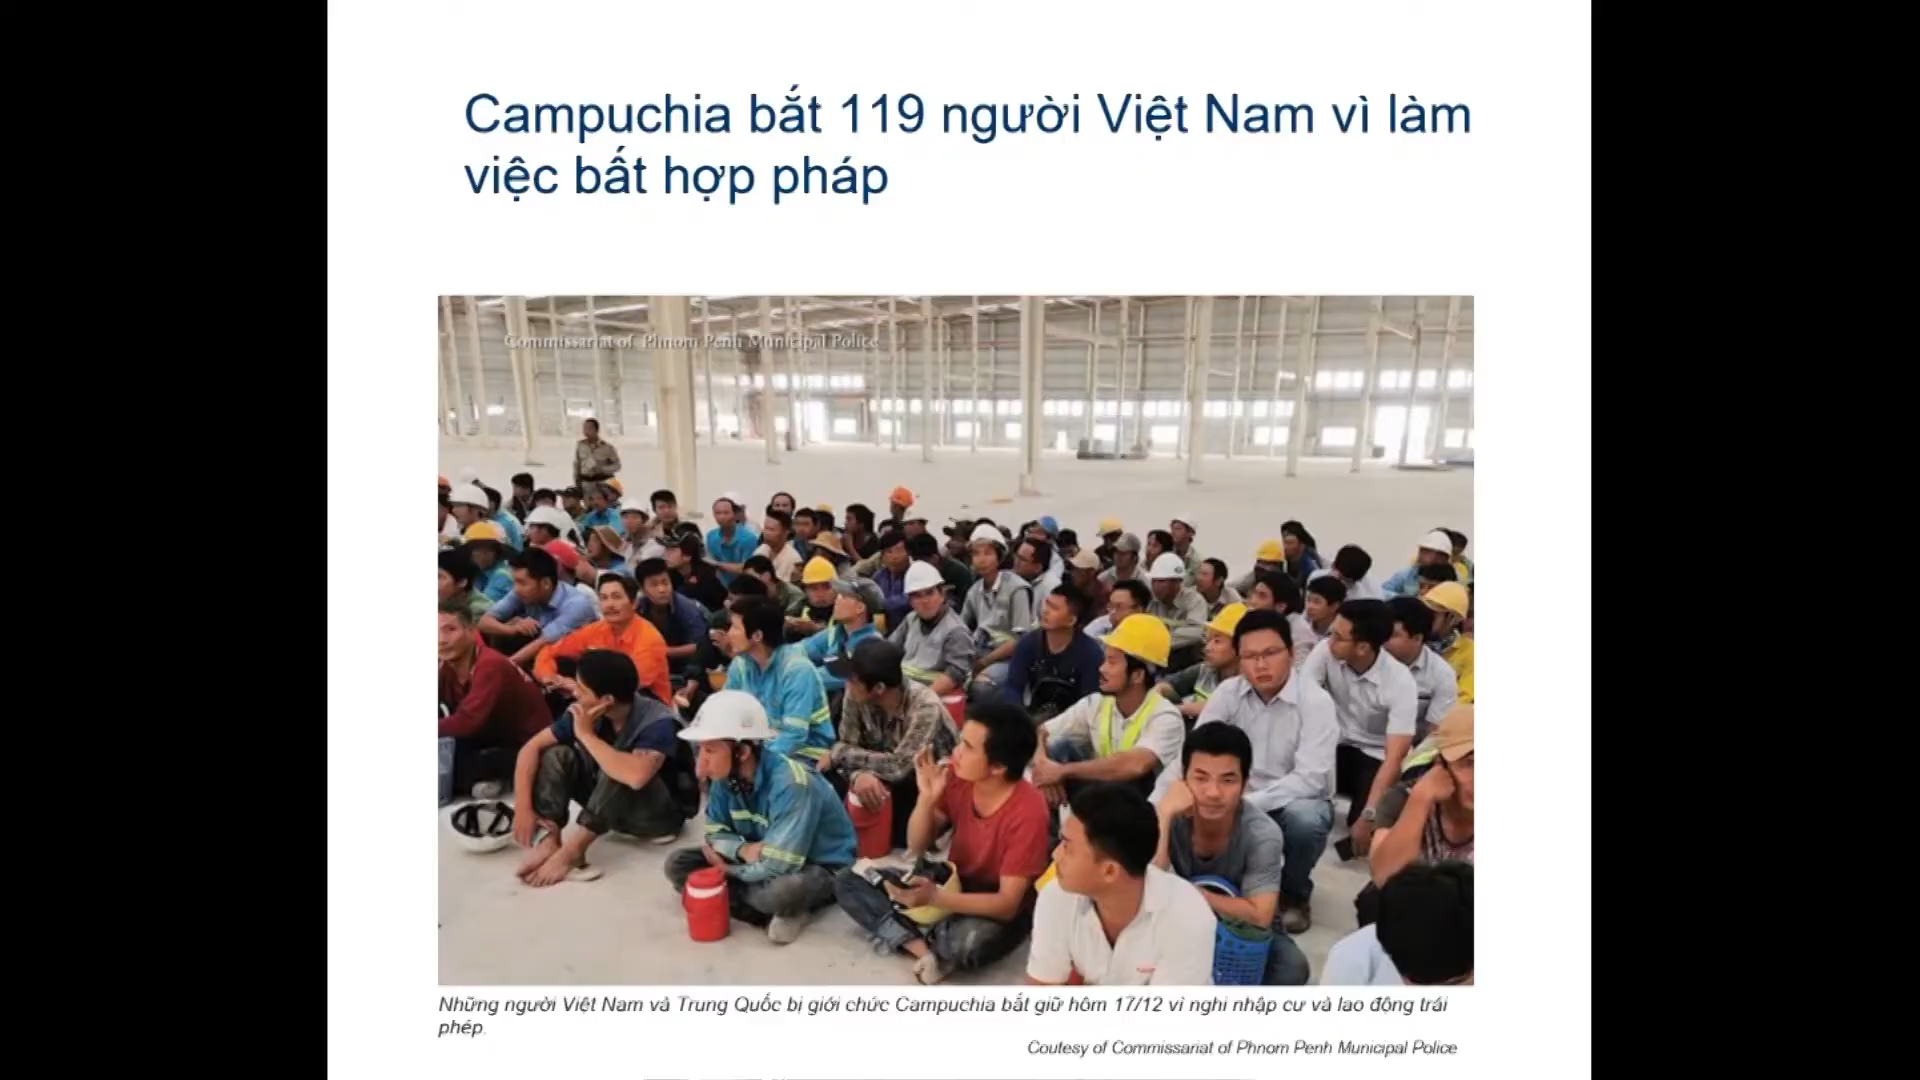 Campuchia bắt 119 người Việt Nam vì làm
việc bất hợp pháp
Commissariat of Phnom Penh Municipal Police
Những người Việt Nam và Trung Quốc bị giới chức Campuchia bắt giữ hôm 17/12 vì nghi nhập cư và lao động trái
phép.
Coutesy of Commissariat of Phnom Penh Municipal Police